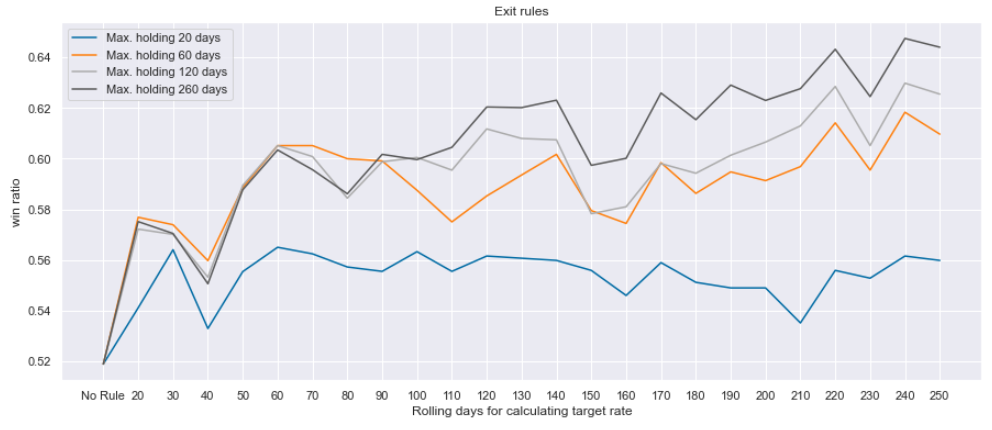 Exit rules
Max. holding 20 days
Max. holding 60 days
Max. holding 120 days
Max. holding 260 days
win ratio
0.64
0.62
0.60
0.58
0.56
0.54
0.52
No Rule 20 30 40 50 60 70 80 90 100 110 120 130 140 150 160 170 180 190 200 210 220 230 240 250
Rolling days for calculating target rate